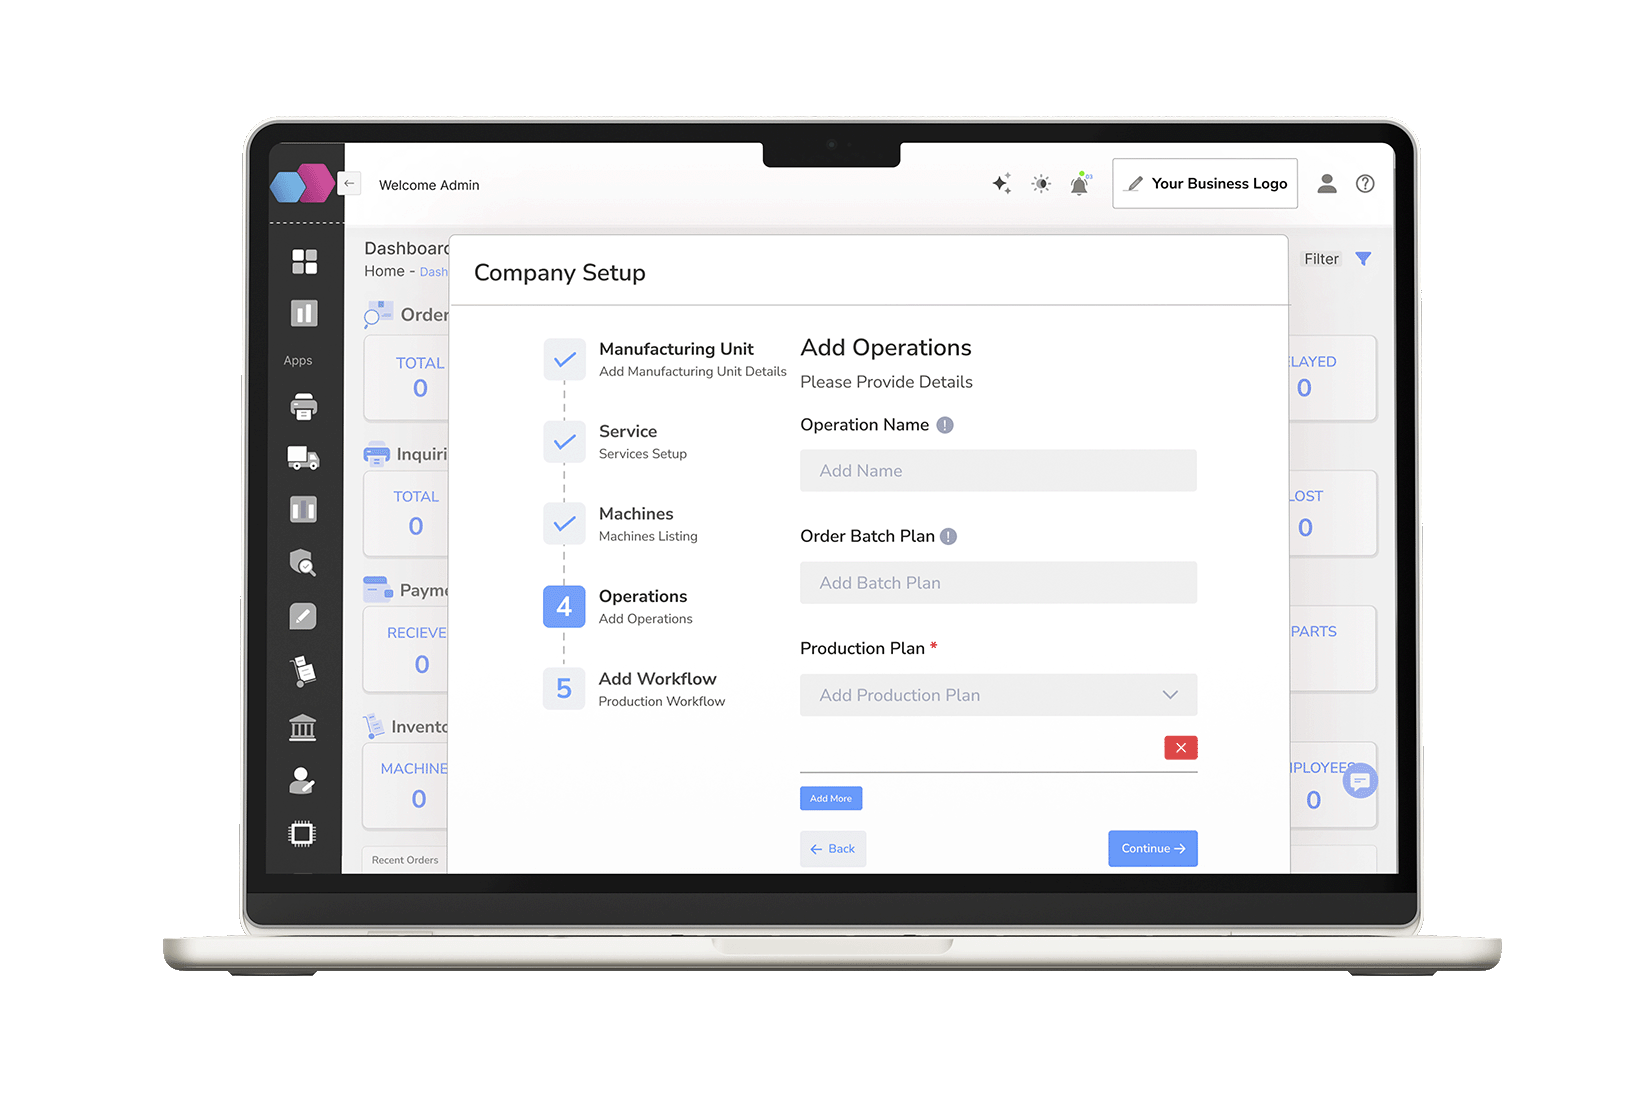 Welcome Admin
03
Your Business Logo
Dashboard
Home - Dash
Filter
Company Setup
Order
Apps
TOTAL
0
LAYED
0
Manufacturing Unit
Add Manufacturing Unit Details
Add Operations
Please Provide Details
Operation Name
Add Name
Service
Services Setup
Inquiri
TOTAL
0
LOST
0
Machines
Machines Listing
Order Batch Plan
Add Batch Plan
4
Operations
Add Operations
Payme
RECIEVE
0
PARTS
Production Plan *
Add Production Plan
5
Add Workflow
Production Workflow
Invento
MACHINE
0
PLOYEES
0
Add More
← Back
Continue →
Recent Orders